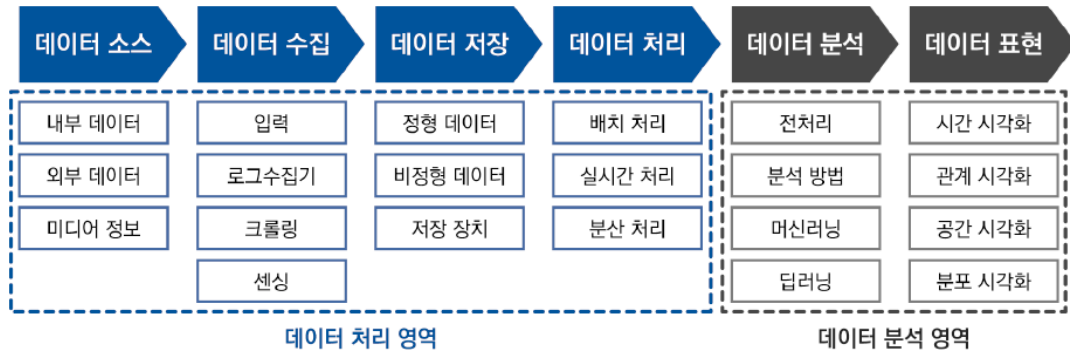 데이터 소스
데이터 수집
데이터 저장
데이터 처리
데이터 분석
데이터 표현
내부 데이터
입력
정형 데이터
배치 처리
전처리
시간 시각화
외부 데이터
로그수집기
비정형 데이터
실시간 처리
분석 방법
관계 시각화
미디어 정보
크롤링
저장 장치
분산 처리
머신러닝
공간 시각화
센싱
딥러닝
분포 시각화
데이터 처리 영역
데이터 분석 영역